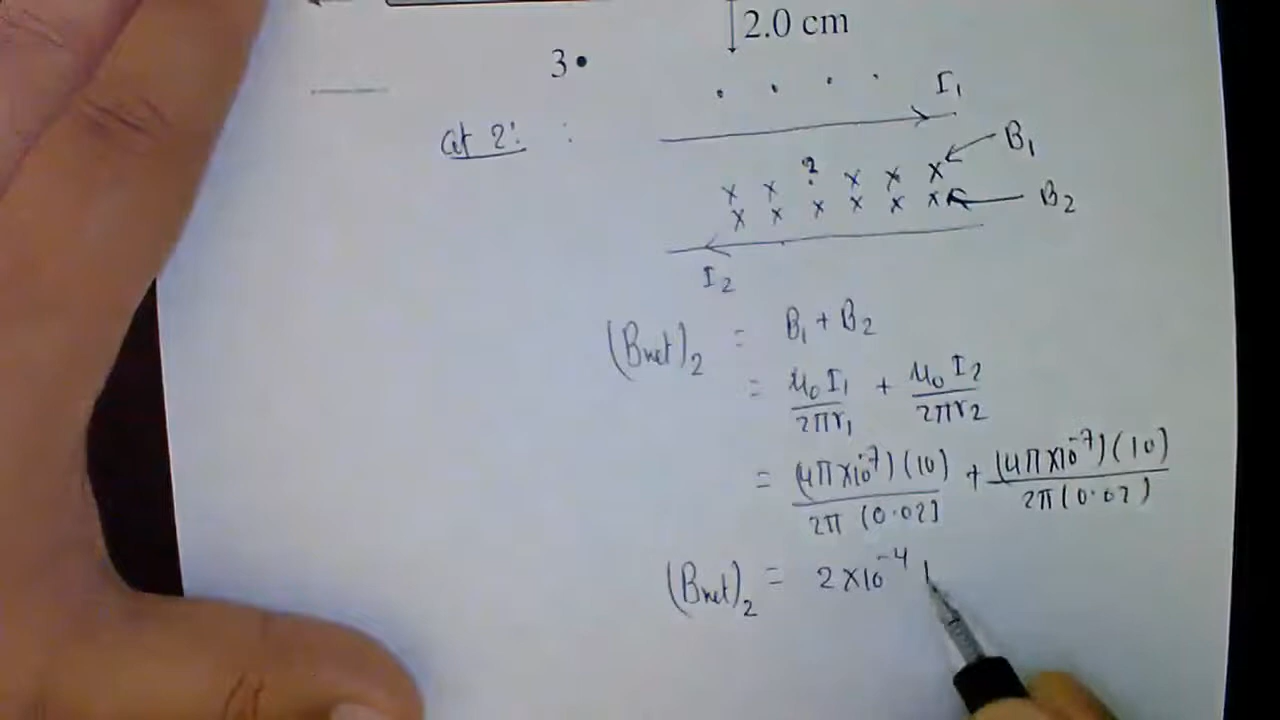 2.0 cm
3•
I₁
at 2: :
B₁
2
x x x x x
B₂
x x x x x x
I₂
(Bnet)₂ = B₁ + B₂
= μ₀I₁/2πr₁ + μ₀I₂/2πr₂
= (4π×10⁻⁷)(10)/2π(0.02) + (4π×10⁻⁷)(10)/2π(0.02)
(Bnet)₂ = 2×10⁻⁴